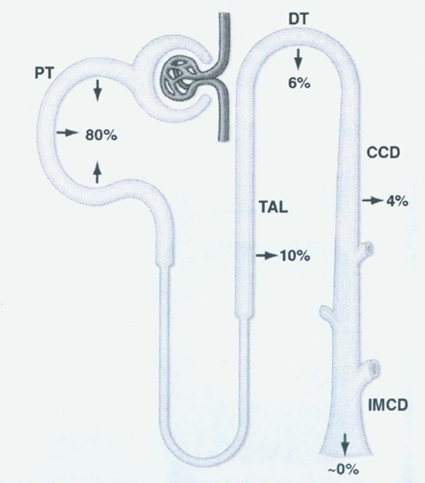 DT
PT
6%
80%
CCD
4%
TAL
10%
IMCD
~0%